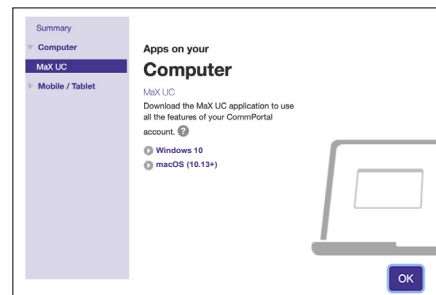 Summary
Computer
MaX UC
Mobile / Tablet
Apps on your
Computer
MaX UC
Download the MaX UC application to use
all the features of your CommPortal
account. ?
Windows 10
macOS (10.13+)
OK